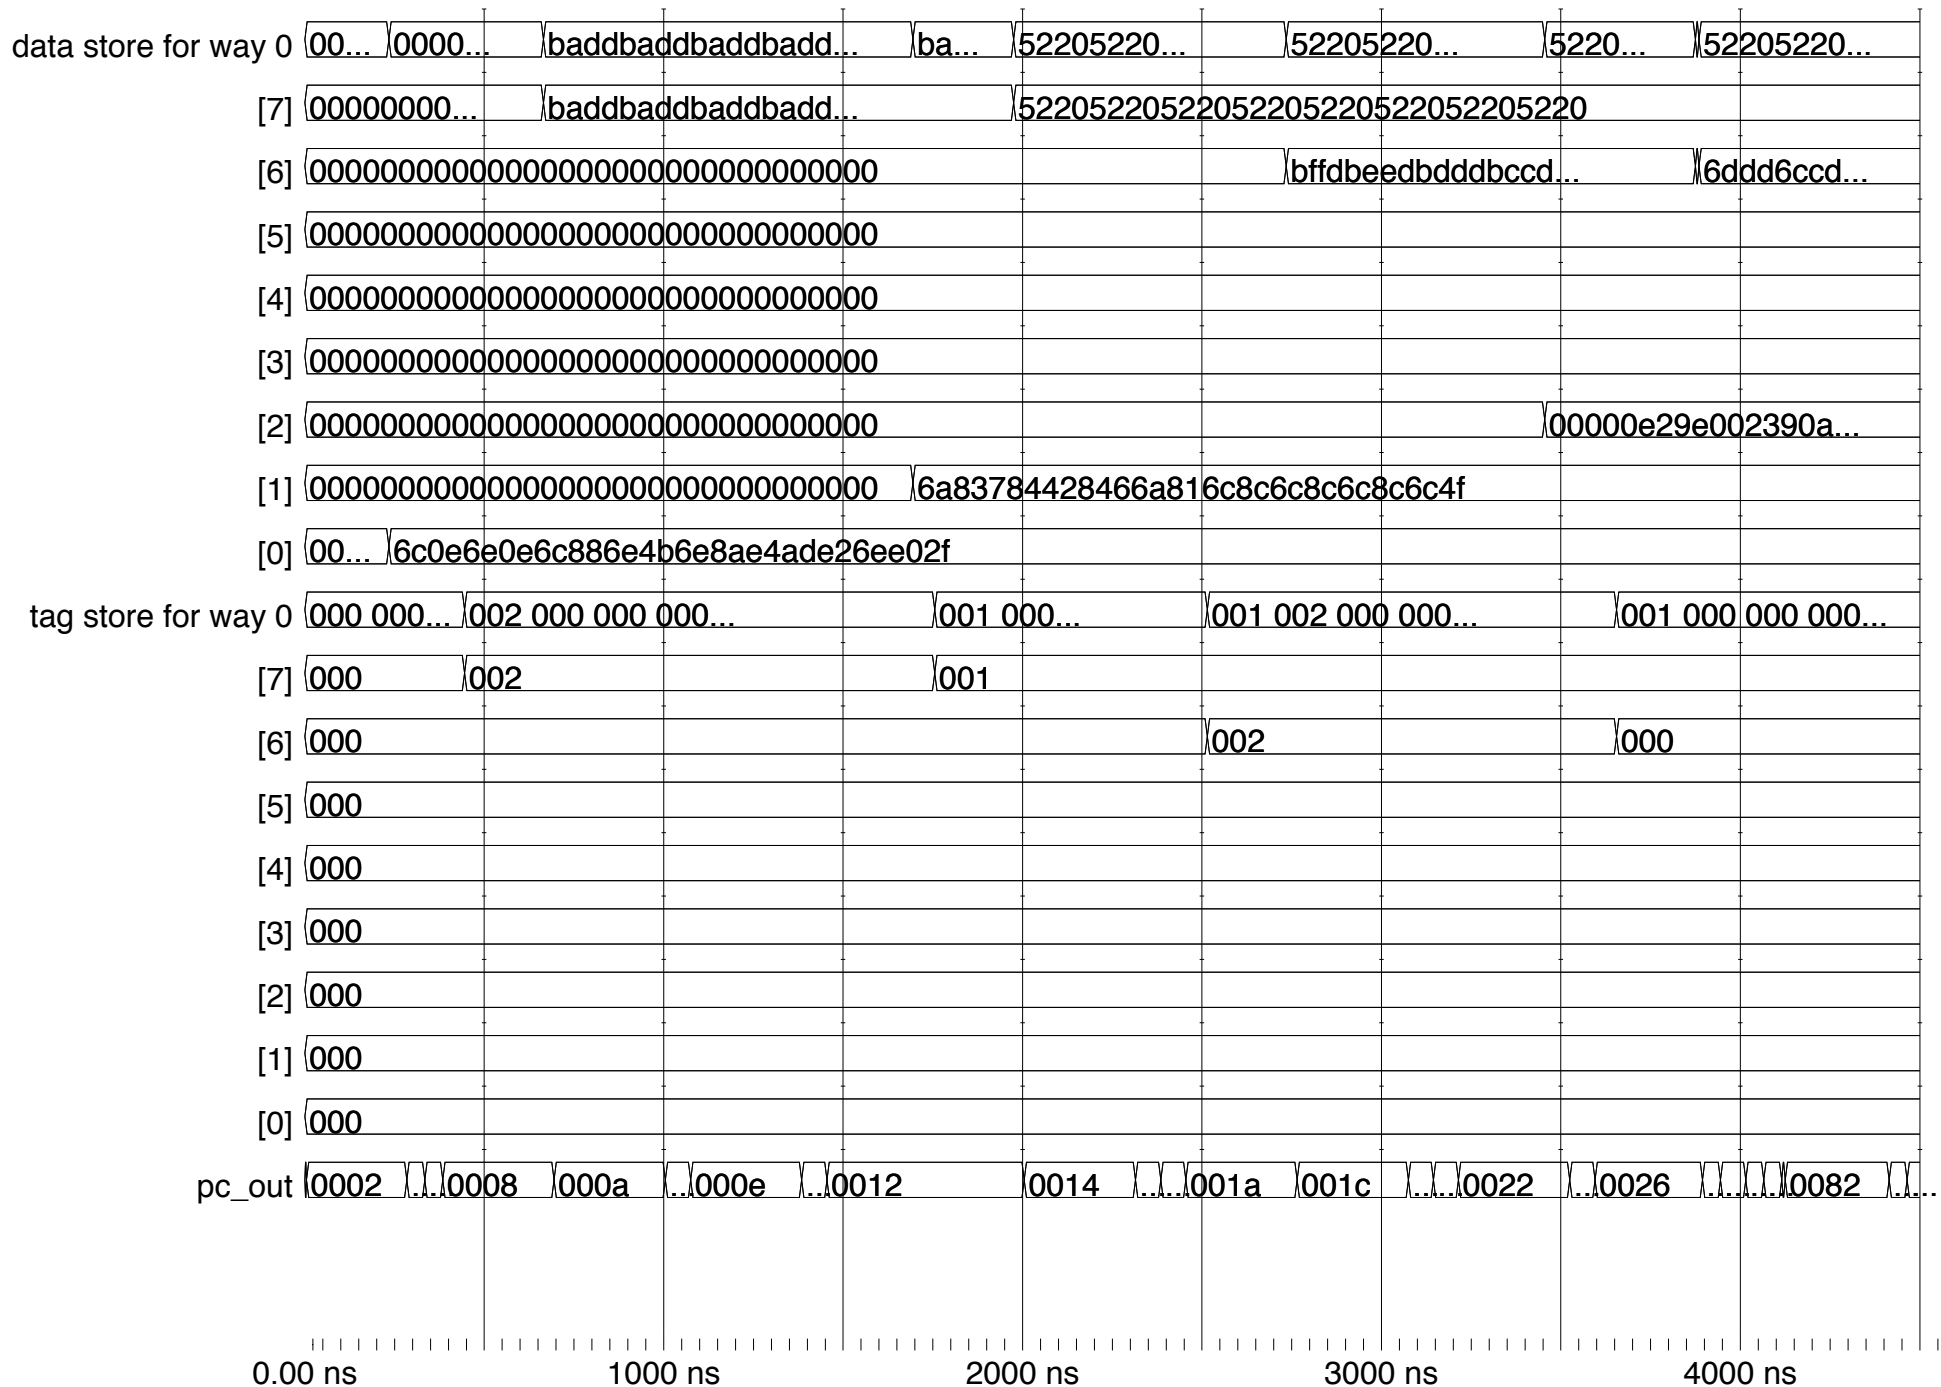 data store for way 0 00... 0000... baddbaddbaddbadd... ba... 52205220... 52205220... 5220... 52205220...
[7] 00000000... baddbaddbaddbadd... 52205220522052205220522052205220
[6] 00000000000000000000000000000000 bffdbeedbdddbccd... 6ddd6ccd...
[5] 00000000000000000000000000000000
[4] 00000000000000000000000000000000
[3] 00000000000000000000000000000000
[2] 00000000000000000000000000000000 00000e29e002390a...
[1] 00000000000000000000000000000000 6a83784428466a816c8c6c8c6c8c6c4f
[0] 00... 6c0e6e0e6c886e4b6e8ae4ade26ee02f
tag store for way 0 000 000... 002 000 000 000... 001 000... 001 002 000 000... 001 000 000 000...
[7] 000 002 001
[6] 000 002 000
[5] 000
[4] 000
[3] 000
[2] 000
[1] 000
[0] 000
pc_out 0002 ... ... 0008 000a ... 000e ... 0012 0014 ... ... 001a 001c ... ... 0022 ... 0026 ... ... ... ... 0082 ... ...
0.00 ns 1000 ns 2000 ns 3000 ns 4000 ns